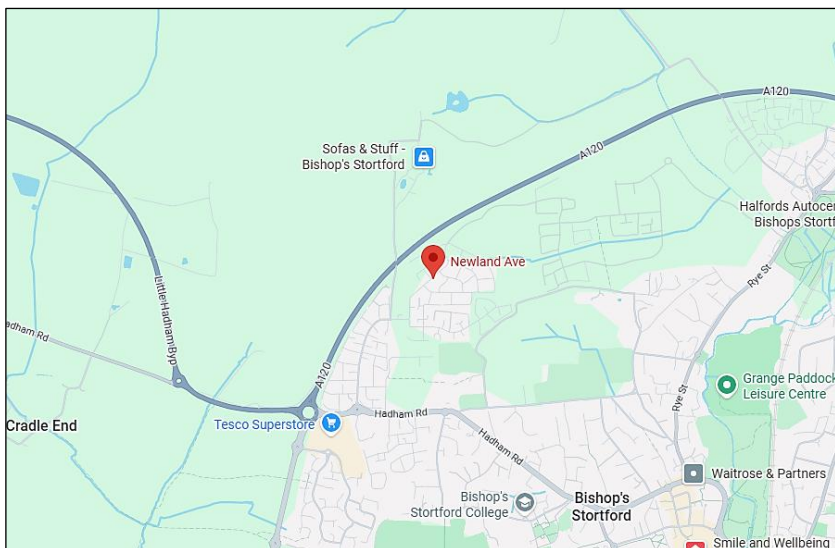 A120
Sofas & Stuff -
Bishop's Stortford
A120
Halfords Autocen
Bishops Stortf
Newland Ave
Rye St
Little Hadham Byp
adham Rd
A120
Grange Paddock
Leisure Centre
Rye St
Hadham Rd
Tesco Superstore
Cradle End
Hadham Rd
Waitrose & Partners
Bishop's
Stortford College
Bishop's
Stortford
Smile and Wellbeing